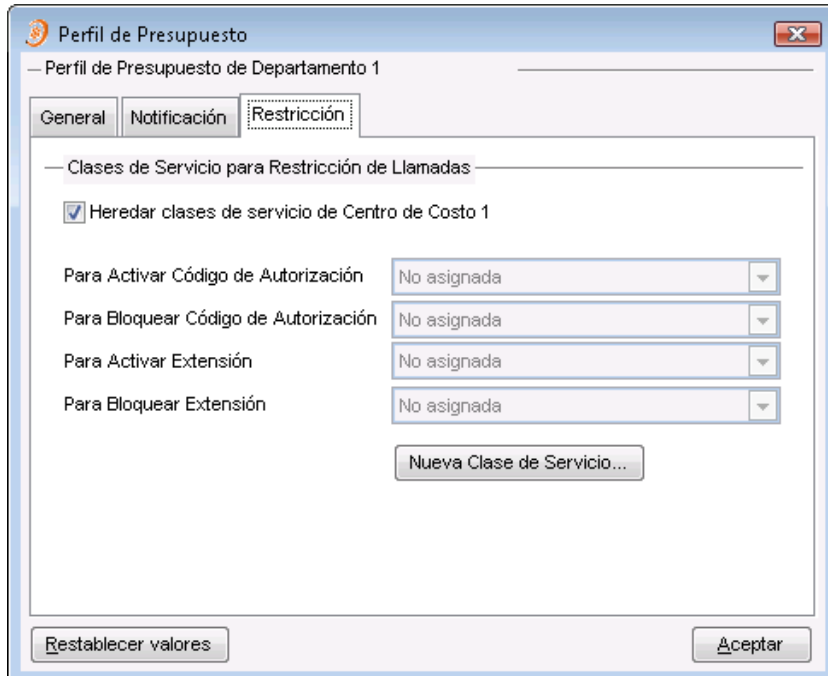 Perfil de Presupuesto
Perfil de Presupuesto de Departamento 1
General Notificación Restricción
Clases de Servicio para Restricción de Llamadas
Heredar clases de servicio de Centro de Costo 1
Para Activar Código de Autorización No asignada
Para Bloquear Código de Autorización No asignada
Para Activar Extensión No asignada
Para Bloquear Extensión No asignada
Nueva Clase de Servicio...
Restablecer valores Aceptar